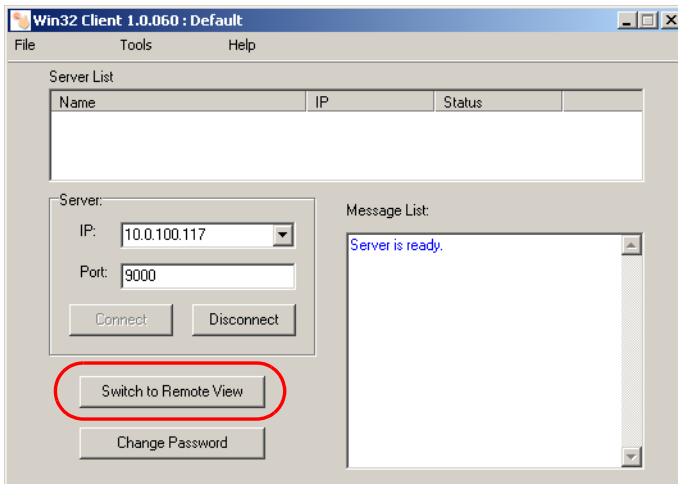 Win32 Client 1.0.060 : Default
File Tools Help
Server List
Name IP Status
Server:
IP: 10.0.100.117
Port: 9000
Connect Disconnect
Switch to Remote View
Change Password
Message List:
Server is ready.